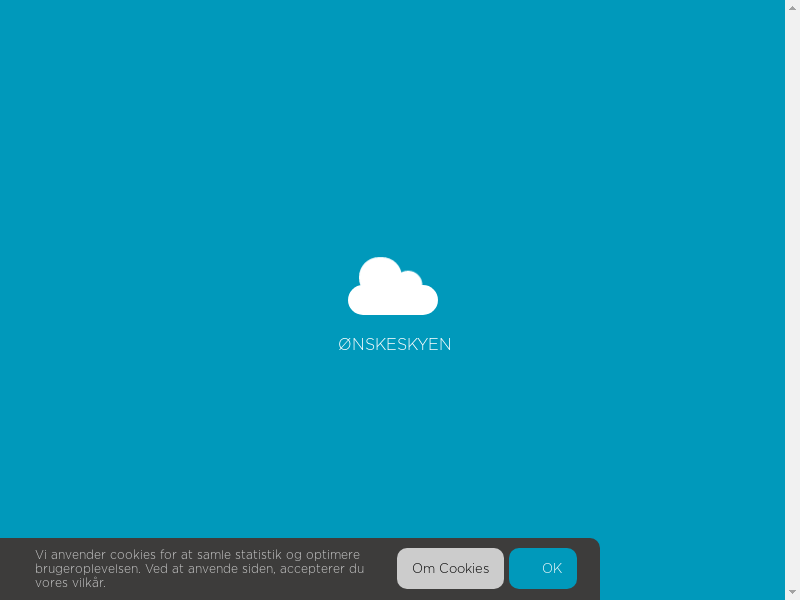 ØNSKESKYEN
Vi anvender cookies for at samle statistik og optimere
brugeroplevelsen. Ved at anvende siden, accepterer du
vores vilkår.
Om Cookies
OK